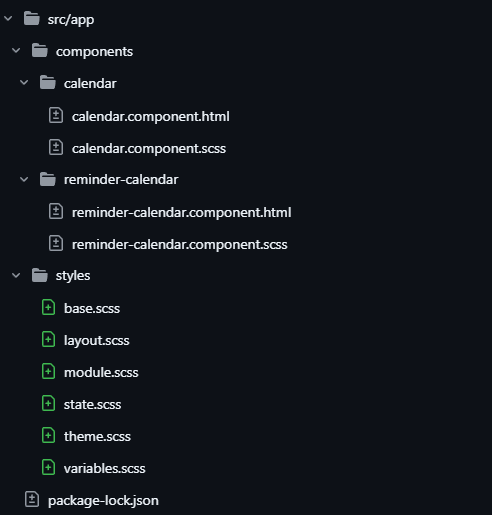 src/app
components
calendar
calendar.component.html
calendar.component.scss
reminder-calendar
reminder-calendar.component.html
reminder-calendar.component.scss
styles
base.scss
layout.scss
module.scss
state.scss
theme.scss
variables.scss
package-lock.json